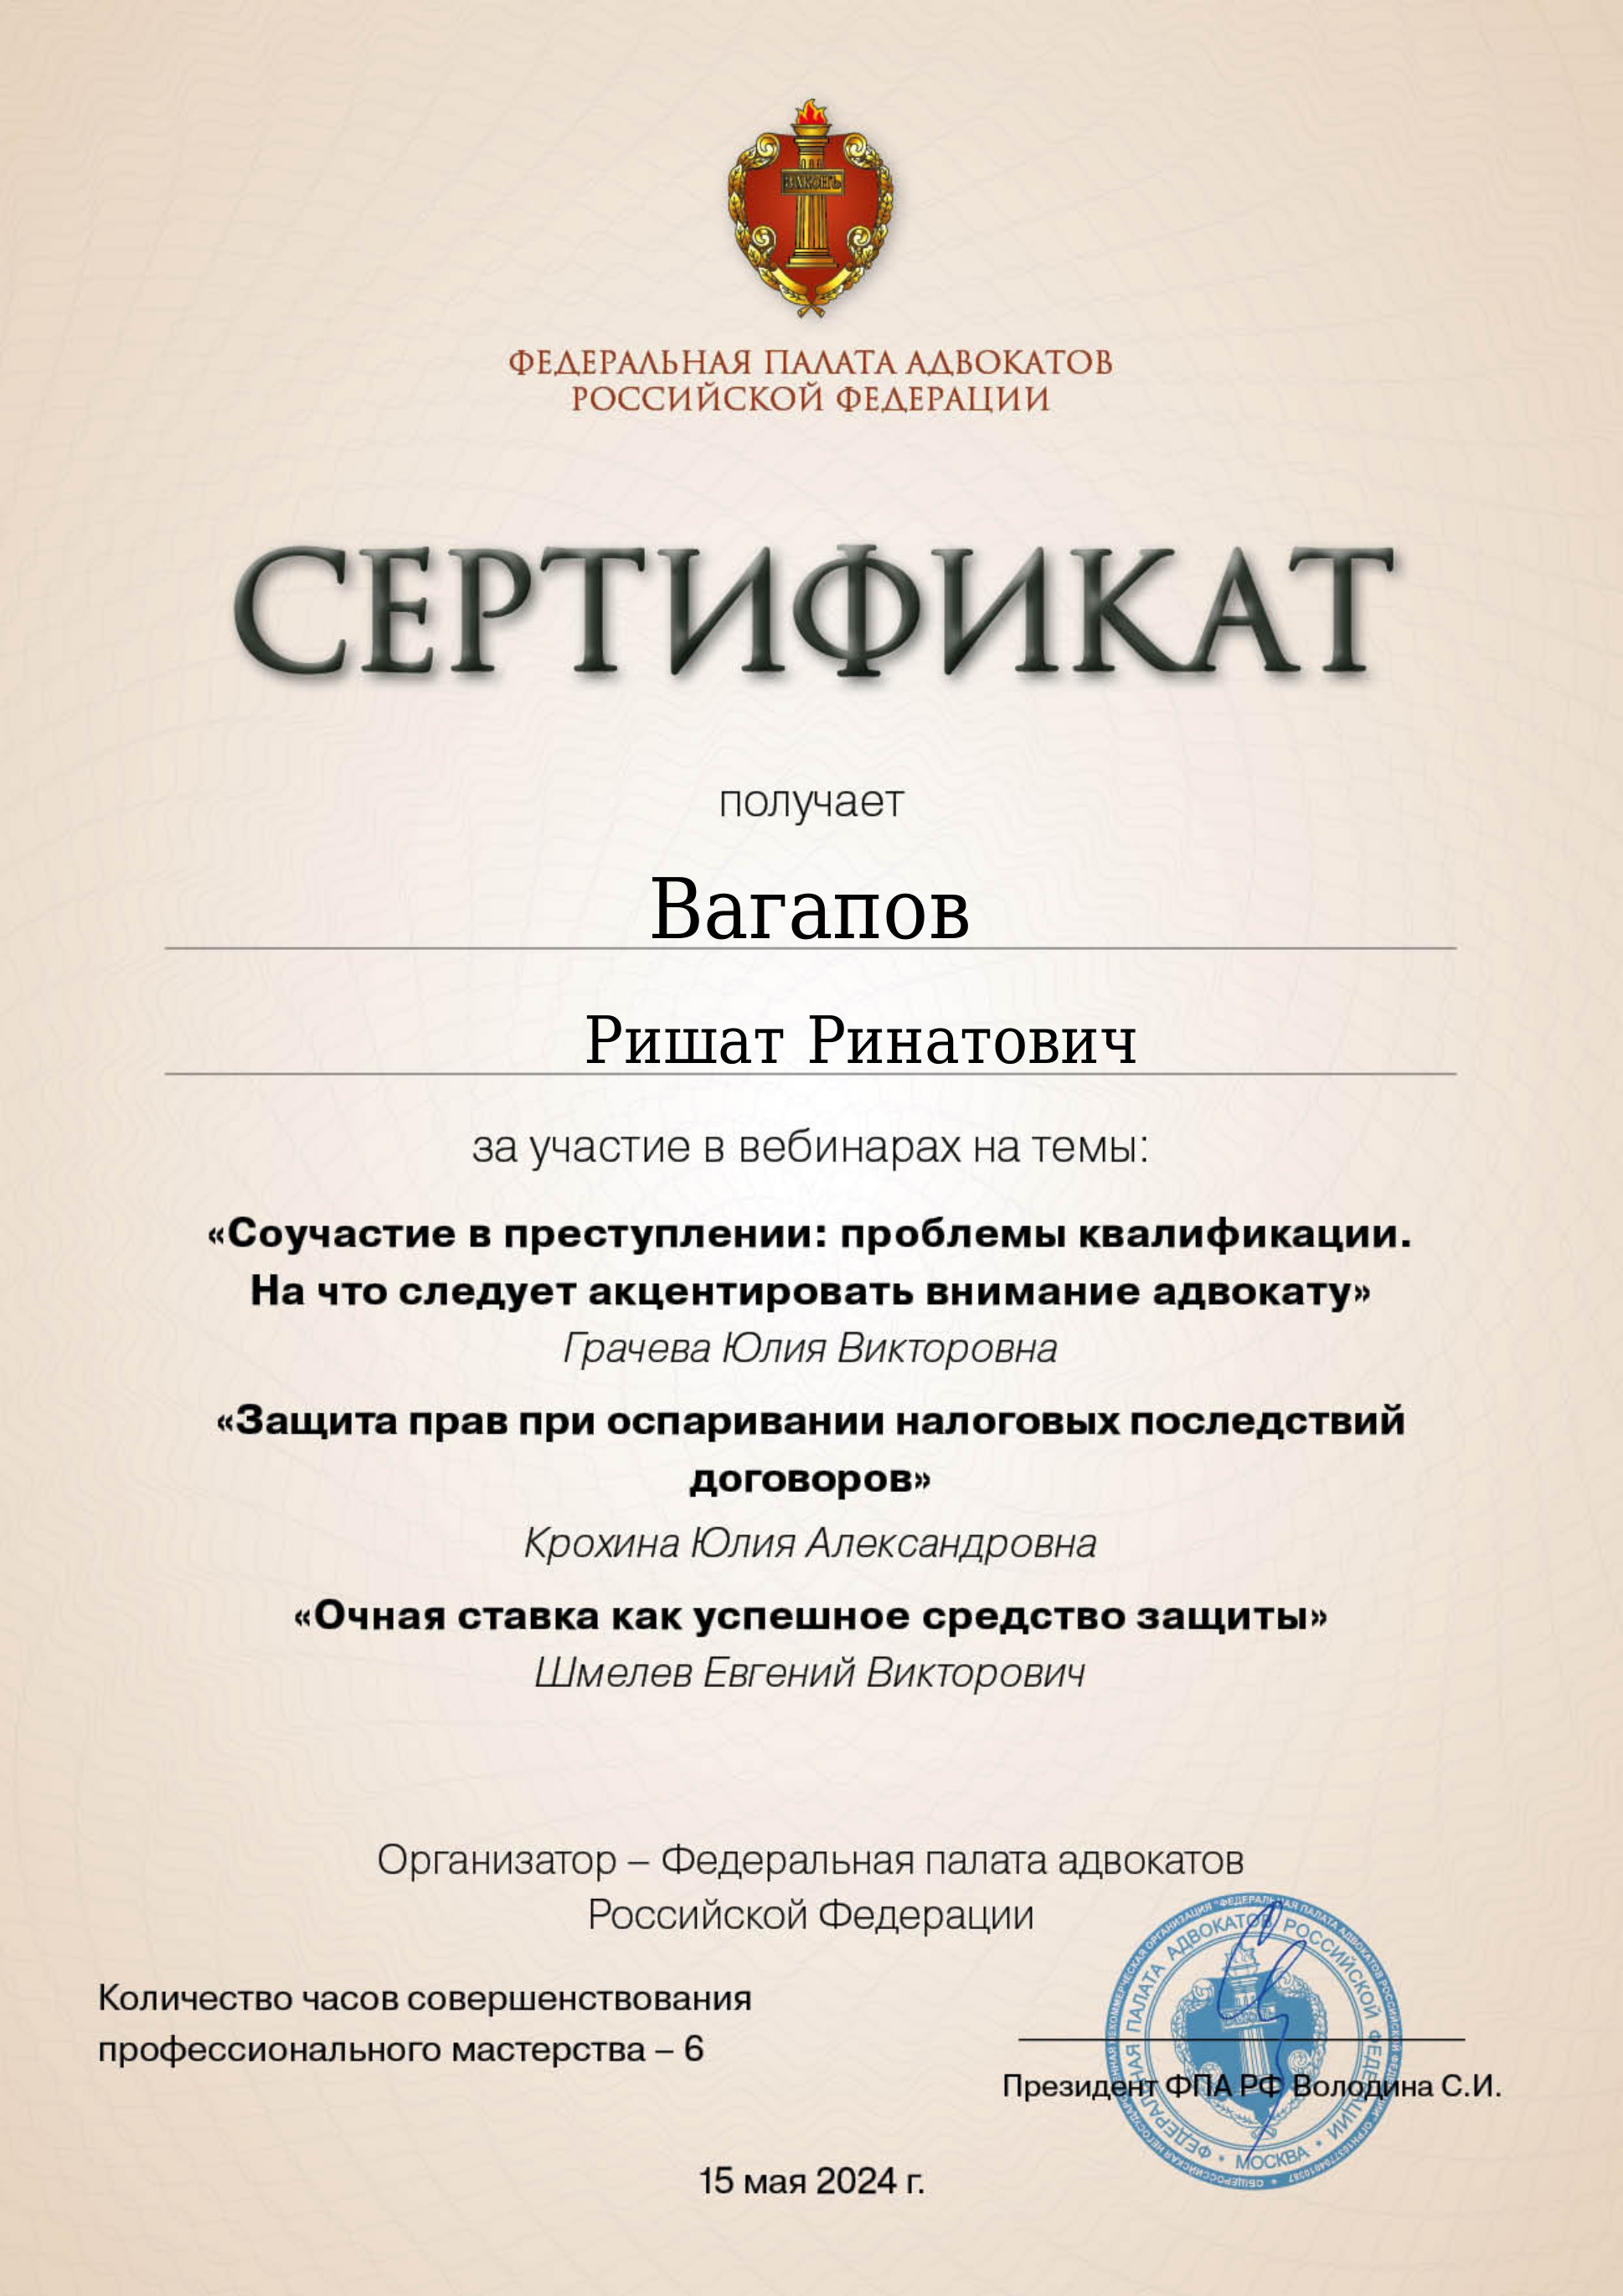 ЗАКОНЪ
ФЕДЕРАЛЬНАЯ ПАЛАТА АДВОКАТОВ
РОССИЙСКОЙ ФЕДЕРАЦИИ
СЕРТИФИКАТ
получает
Вагапов
Ришат Ринатович
за участие в вебинарах на темы:
«Соучастие в преступлении: проблемы квалификации.
На что следует акцентировать внимание адвокату»
Грачева Юлия Викторовна
«Защита прав при оспаривании налоговых последствий
договоров»
Крохина Юлия Александровна
«Очная ставка как успешное средство защиты»
Шмелев Евгений Викторович
Организатор – Федеральная палата адвокатов
Российской Федерации
Количество часов совершенствования
профессионального мастерства – 6
Президент ФПА РФ Володина С.И.
ФЕДЕРАЛЬНАЯ ПАЛАТА АДВОКАТОВ РОССИЙСКОЙ ФЕДЕРАЦИИ • МОСКВА •
15 мая 2024 г.